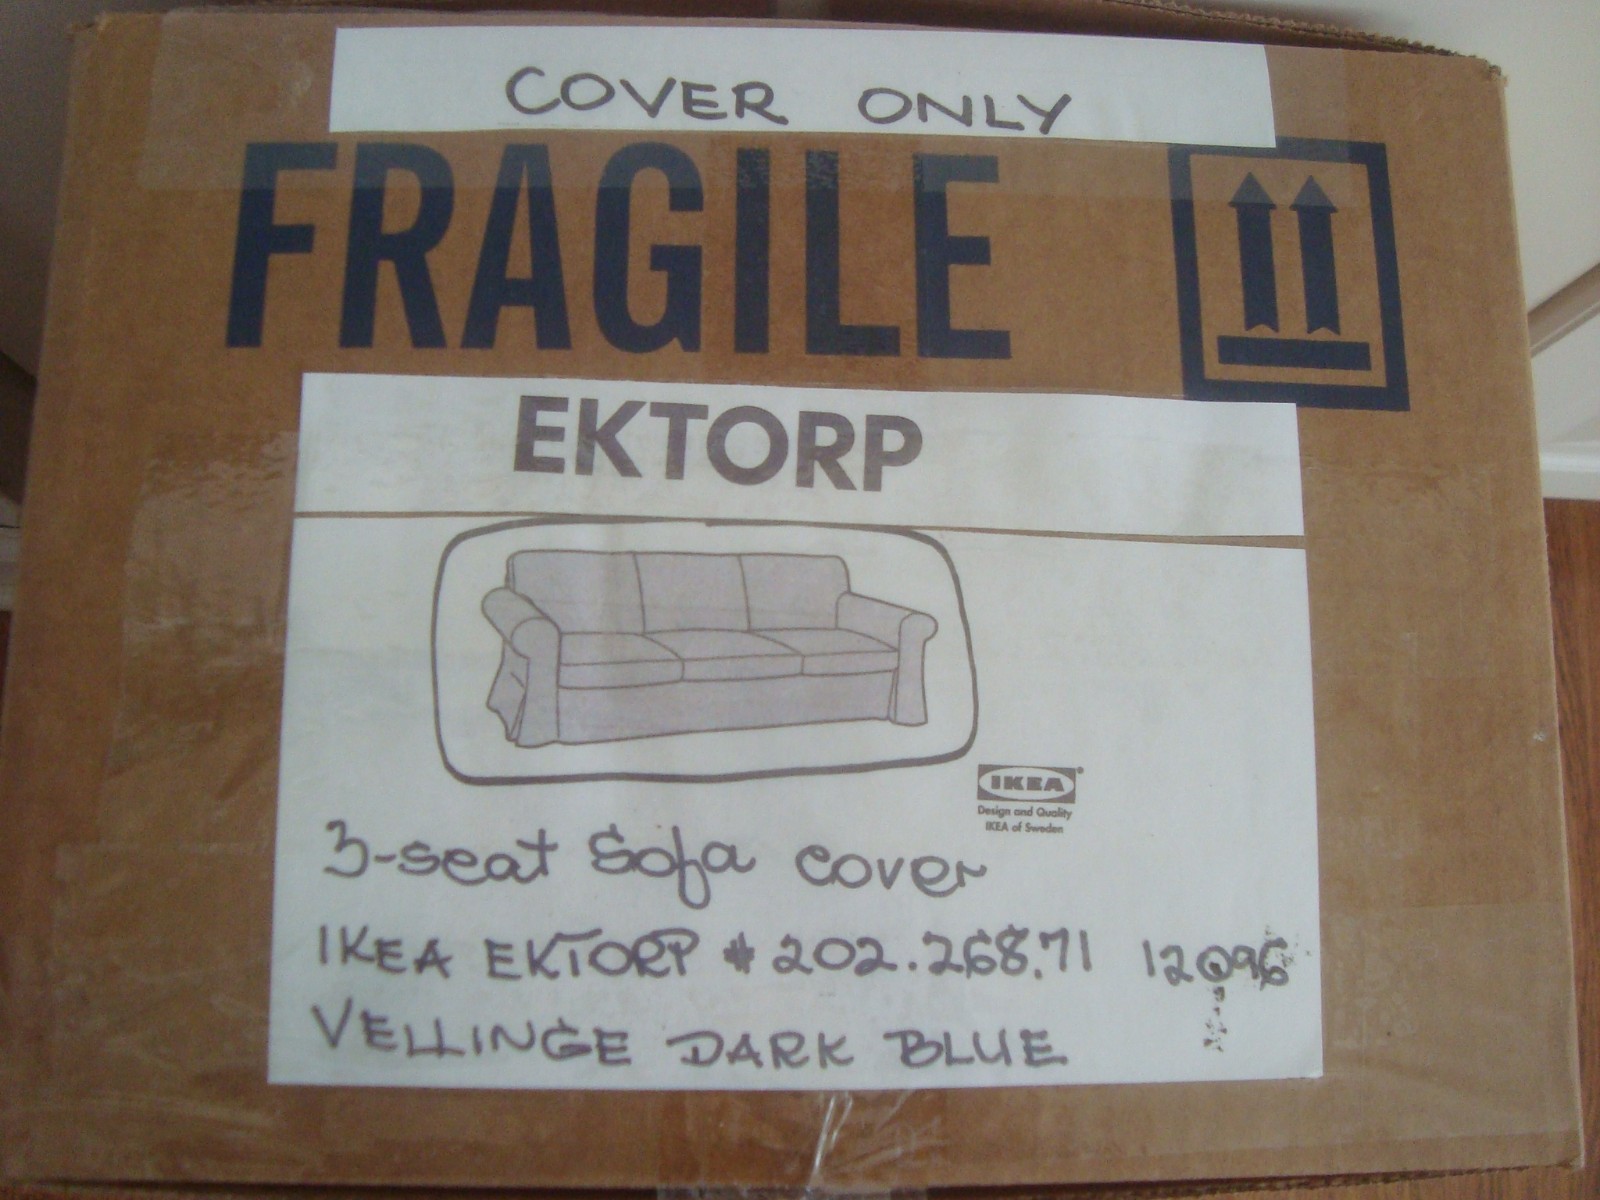 COVER ONLY
FRAGILE
EKTORP
IKEA®
Design and Quality
IKEA of Sweden
3-seat Sofa cover
IKEA EKTORP # 202.268.71 12096
VELLINGE DARK BLUE